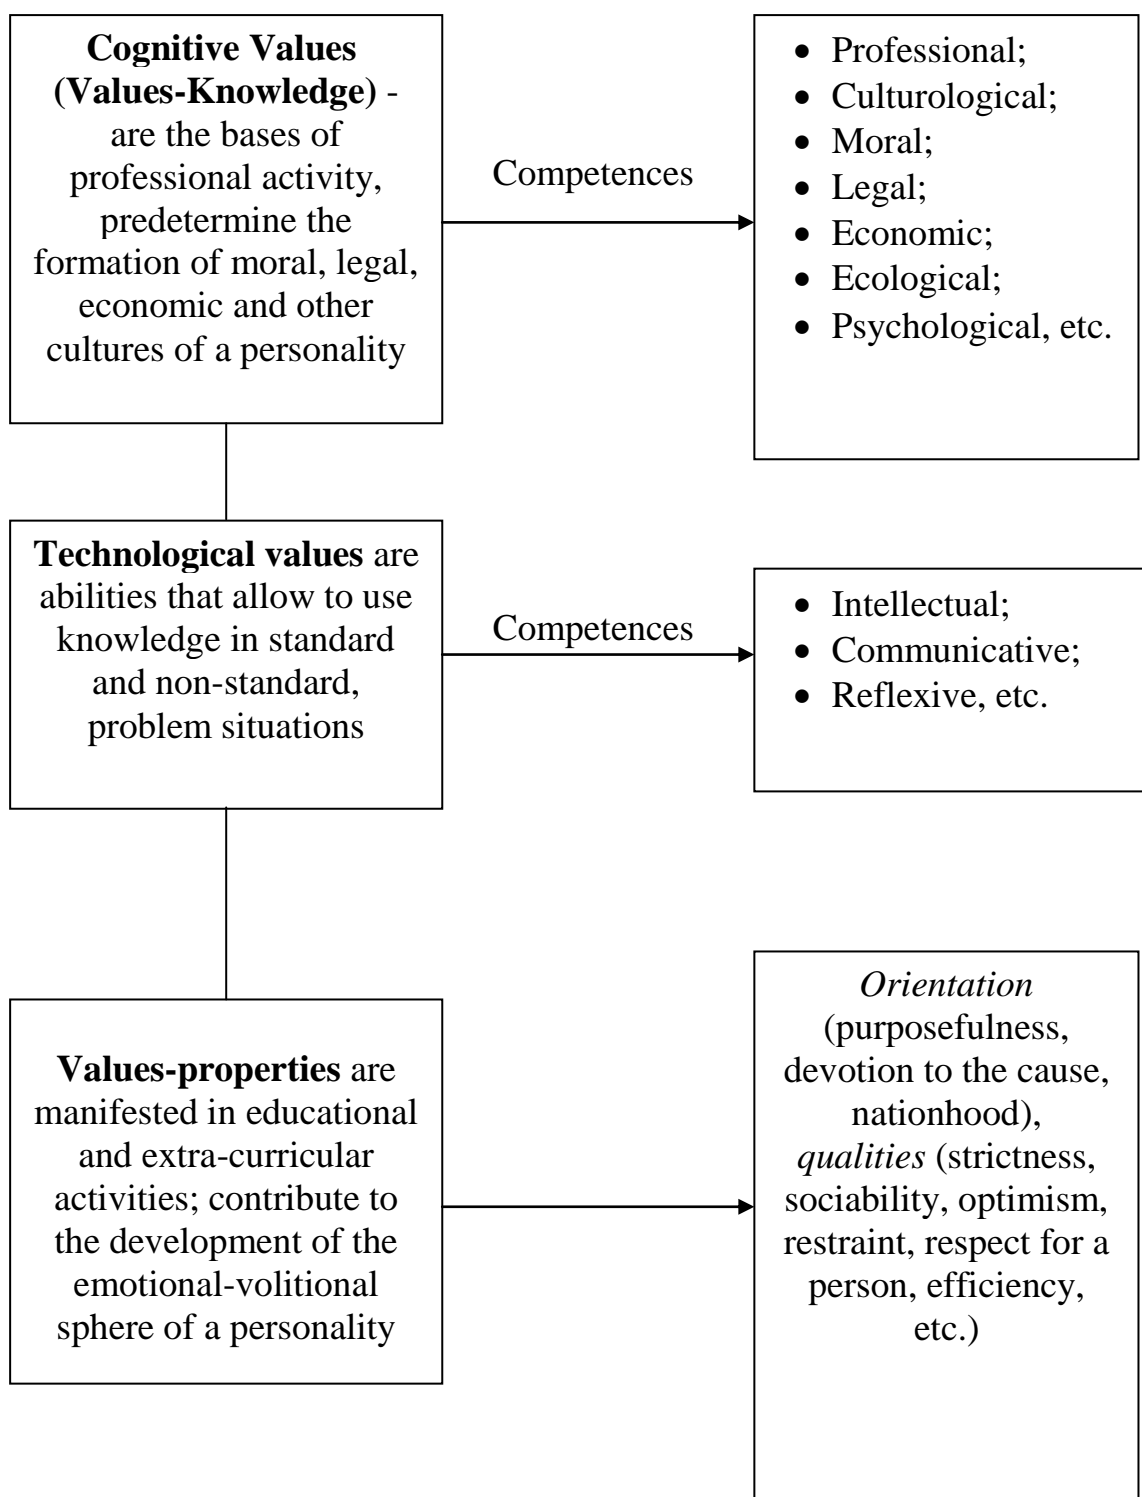 Cognitive Values
(Values-Knowledge) -
are the bases of
professional activity,
predetermine the
formation of moral, legal,
economic and other
cultures of a personality
Competences
• Professional;
• Culturological;
• Moral;
• Legal;
• Economic;
• Ecological;
• Psychological, etc.
Technological values are
abilities that allow to use
knowledge in standard
and non-standard,
problem situations
Competences
• Intellectual;
• Communicative;
• Reflexive, etc.
Values-properties are
manifested in educational
and extra-curricular
activities; contribute to
the development of the
emotional-volitional
sphere of a personality
Orientation
(purposefulness,
devotion to the cause,
nationhood),
qualities (strictness,
sociability, optimism,
restraint, respect for a
person, efficiency,
etc.)